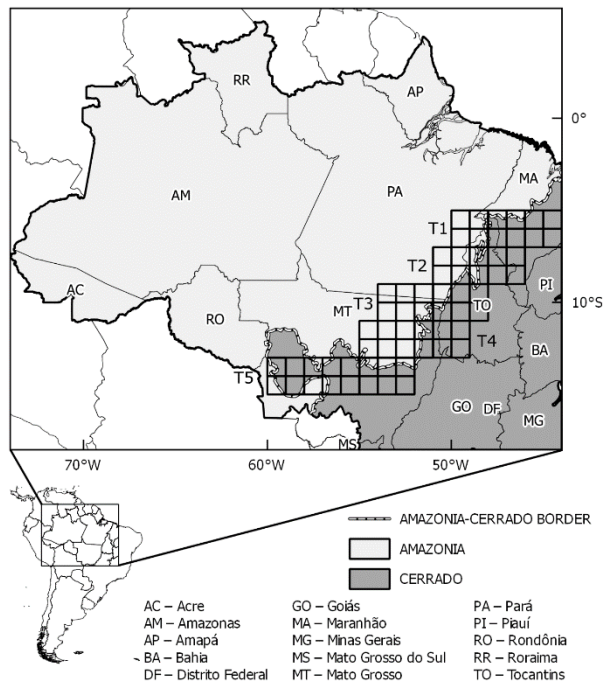 RR
AP
0°
AM
PA
MA
T1
T2
AC
RO
MT
T3
TO
PI
10°S
T4
BA
T5
GO
DF
MG
MS
70°W
60°W
50°W
AMAZONIA-CERRADO BORDER
AMAZONIA
CERRADO
AC – Acre
AM – Amazonas
AP – Amapá
BA – Bahia
DF – Distrito Federal
GO – Goiás
MA – Maranhão
MG – Minas Gerais
MS – Mato Grosso do Sul
MT – Mato Grosso
PA – Pará
PI – Piauí
RO – Rondônia
RR – Roraima
TO – Tocantins